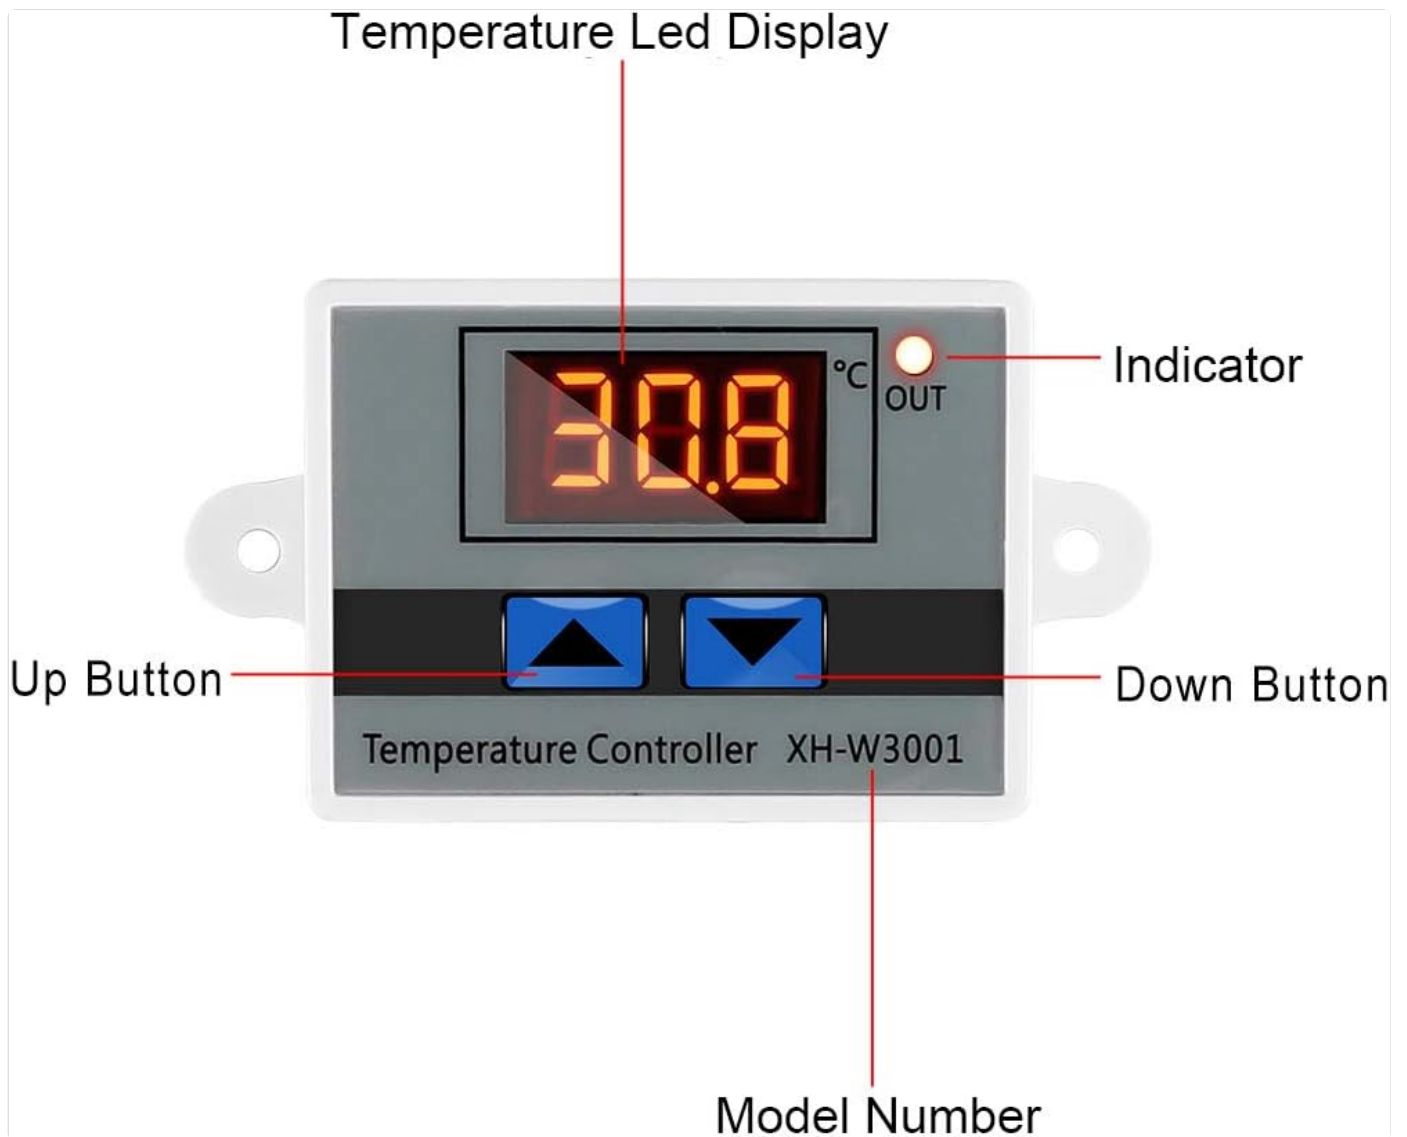 Temperature Led Display
30.8
°C
OUT
Indicator
Up Button
Down Button
Temperature Controller XH-W3001
Model Number